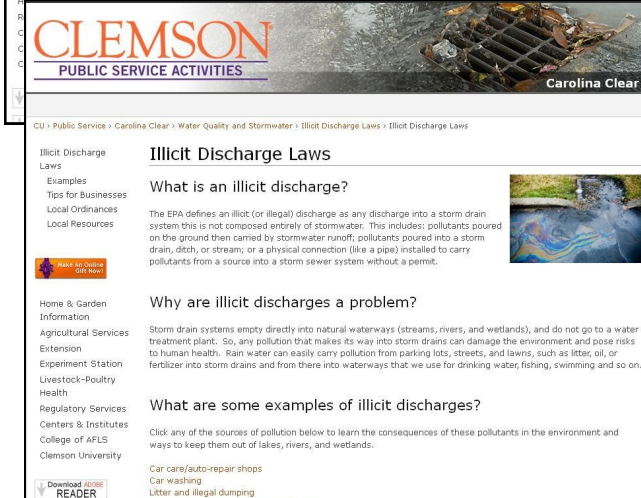 CLEMSON
PUBLIC SERVICE ACTIVITIES
Carolina Clear
CU › Public Service › Carolina Clear › Water Quality and Stormwater › Illicit Discharge Laws › Illicit Discharge Laws
Illicit Discharge
Laws
Examples
Tips for Businesses
Local Ordinances
Local Resources
Make An Online
Gift Now!
Home & Garden
Information
Agricultural Services
Extension
Experiment Station
Livestock-Poultry
Health
Regulatory Services
Centers & Institutes
College of AFLS
Clemson University
Download ADOBE
READER
Illicit Discharge Laws
What is an illicit discharge?
The EPA defines an illicit (or illegal) discharge as any discharge into a storm drain
system this is not composed entirely of stormwater. This includes: pollutants poured
on the ground then carried by stormwater runoff; pollutants poured into a storm
drain, ditch, or stream; or a physical connection (like a pipe) installed to carry
pollutants from a source into a storm sewer system without a permit.
Why are illicit discharges a problem?
Storm drain systems empty directly into natural waterways (streams, rivers, and wetlands), and do not go to a water
treatment plant. So, any pollution that makes its way into storm drains can damage the environment and pose risks
to human health. Rain water can easily carry pollution from parking lots, streets, and lawns, such as litter, oil, or
fertilizer into storm drains and from there into waterways that we use for drinking water, fishing, swimming and so on.
What are some examples of illicit discharges?
Click any of the sources of pollution to learn the consequences of these pollutants in the environment and
ways to keep them out of lakes, rivers, and wetlands.
Car care/auto-repair shops
Car washing
Litter and illegal dumping